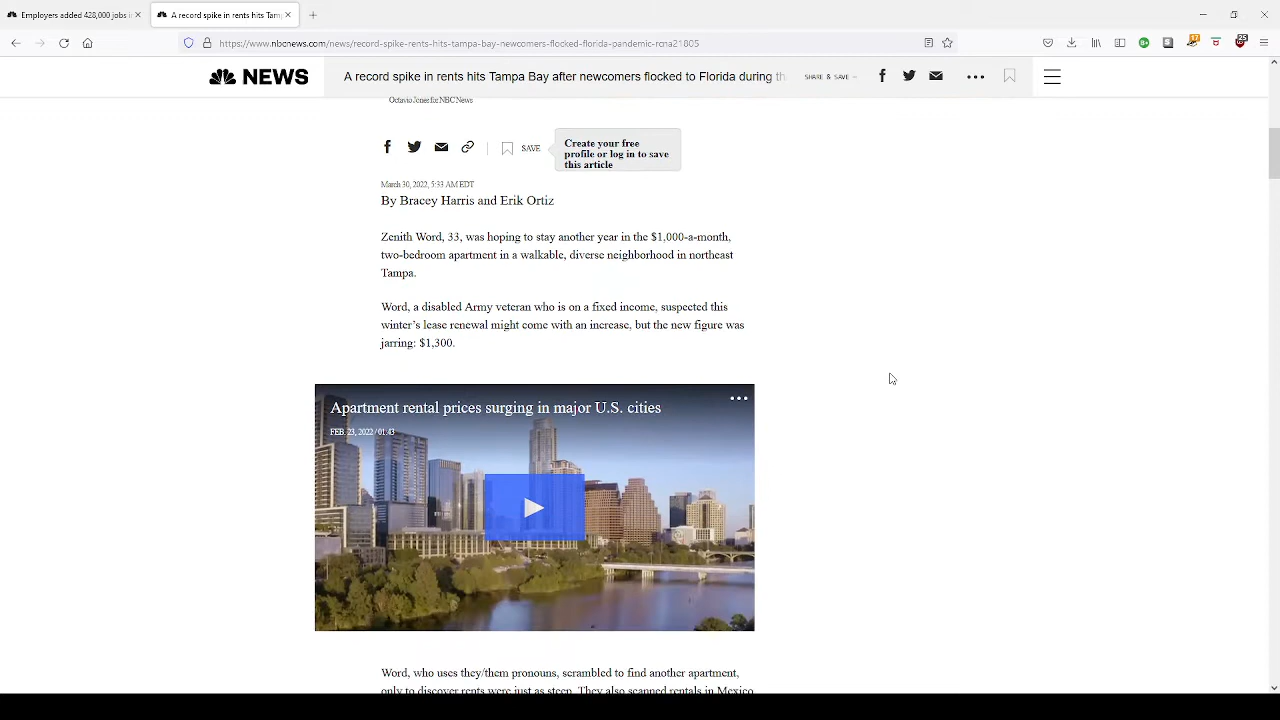 Employers added 428,000 jobs i
A record spike in rents hits Tam
https://www.nbcnews.com/news/record-spike-rents-hits-tampa-bay-newcomers-flocked-florida-pandemic-rcna21805
17
25
NEWS
A record spike in rents hits Tampa Bay after newcomers flocked to Florida during th
SHARE & SAVE
Octavio Jones for NBC News
SAVE
Create your free
profile or log in to save
this article
March 30, 2022, 5:33 AM EDT
By Bracey Harris and Erik Ortiz
Zenith Word, 33, was hoping to stay another year in the $1,000-a-month,
two-bedroom apartment in a walkable, diverse neighborhood in northeast
Tampa.
Word, a disabled Army veteran who is on a fixed income, suspected this
winter’s lease renewal might come with an increase, but the new figure was
jarring: $1,300.
Apartment rental prices surging in major U.S. cities
FEB. 23, 2022 / 01:43
Word, who uses they/them pronouns, scrambled to find another apartment,
only to discover rents were just as steep. They also scanned rentals in Mexico